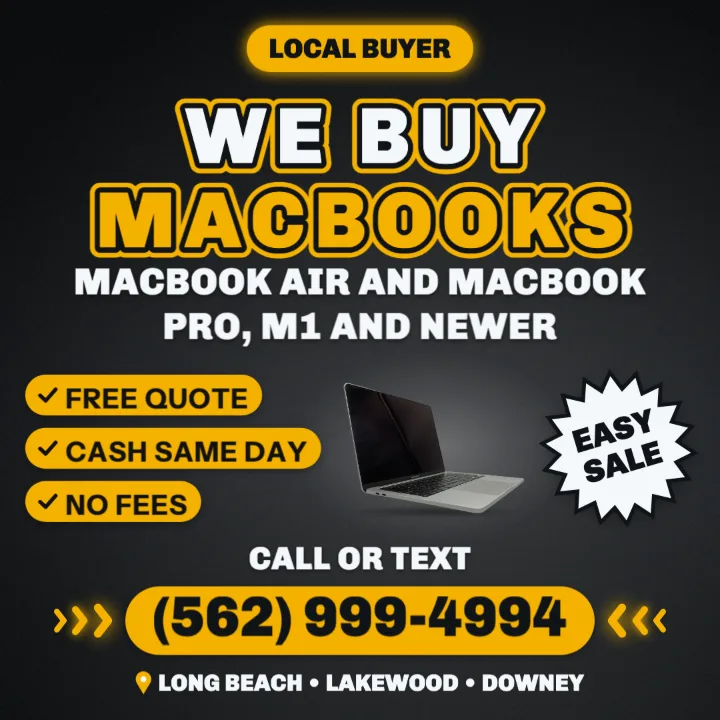 LOCAL BUYER
WE BUY
MACBOOKS
MACBOOK AIR AND MACBOOK
PRO, M1 AND NEWER
FREE QUOTE
CASH SAME DAY
NO FEES
EASY
SALE
CALL OR TEXT
(562) 999-4994
LONG BEACH • LAKEWOOD • DOWNEY